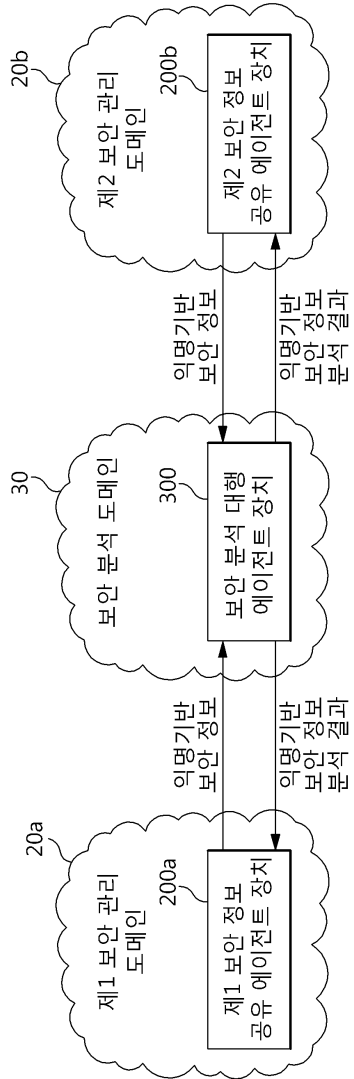 20a
제1 보안 관리
도메인
200a
제1 보안 정보
공유 에이전트 장치
익명기반
보안 정보
익명기반
보안 정보
분석 결과
30
보안 분석 도메인
300
보안 분석 대행
에이전트 장치
익명기반
보안 정보
익명기반
보안 정보
분석 결과
20b
제2 보안 관리
도메인
200b
제2 보안 정보
공유 에이전트 장치